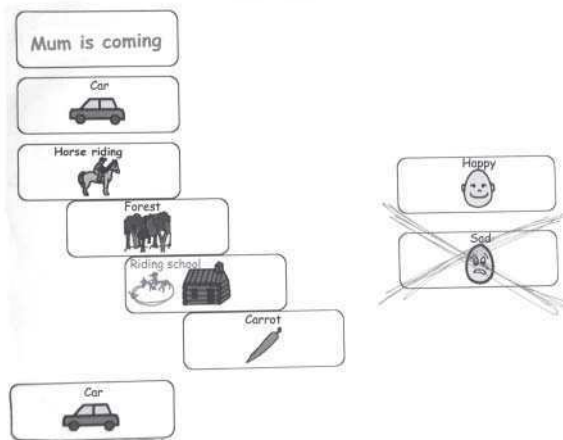 Mum is coming
Car
Horse riding
Forest
Riding school
Carrot
Car
Happy
Sad